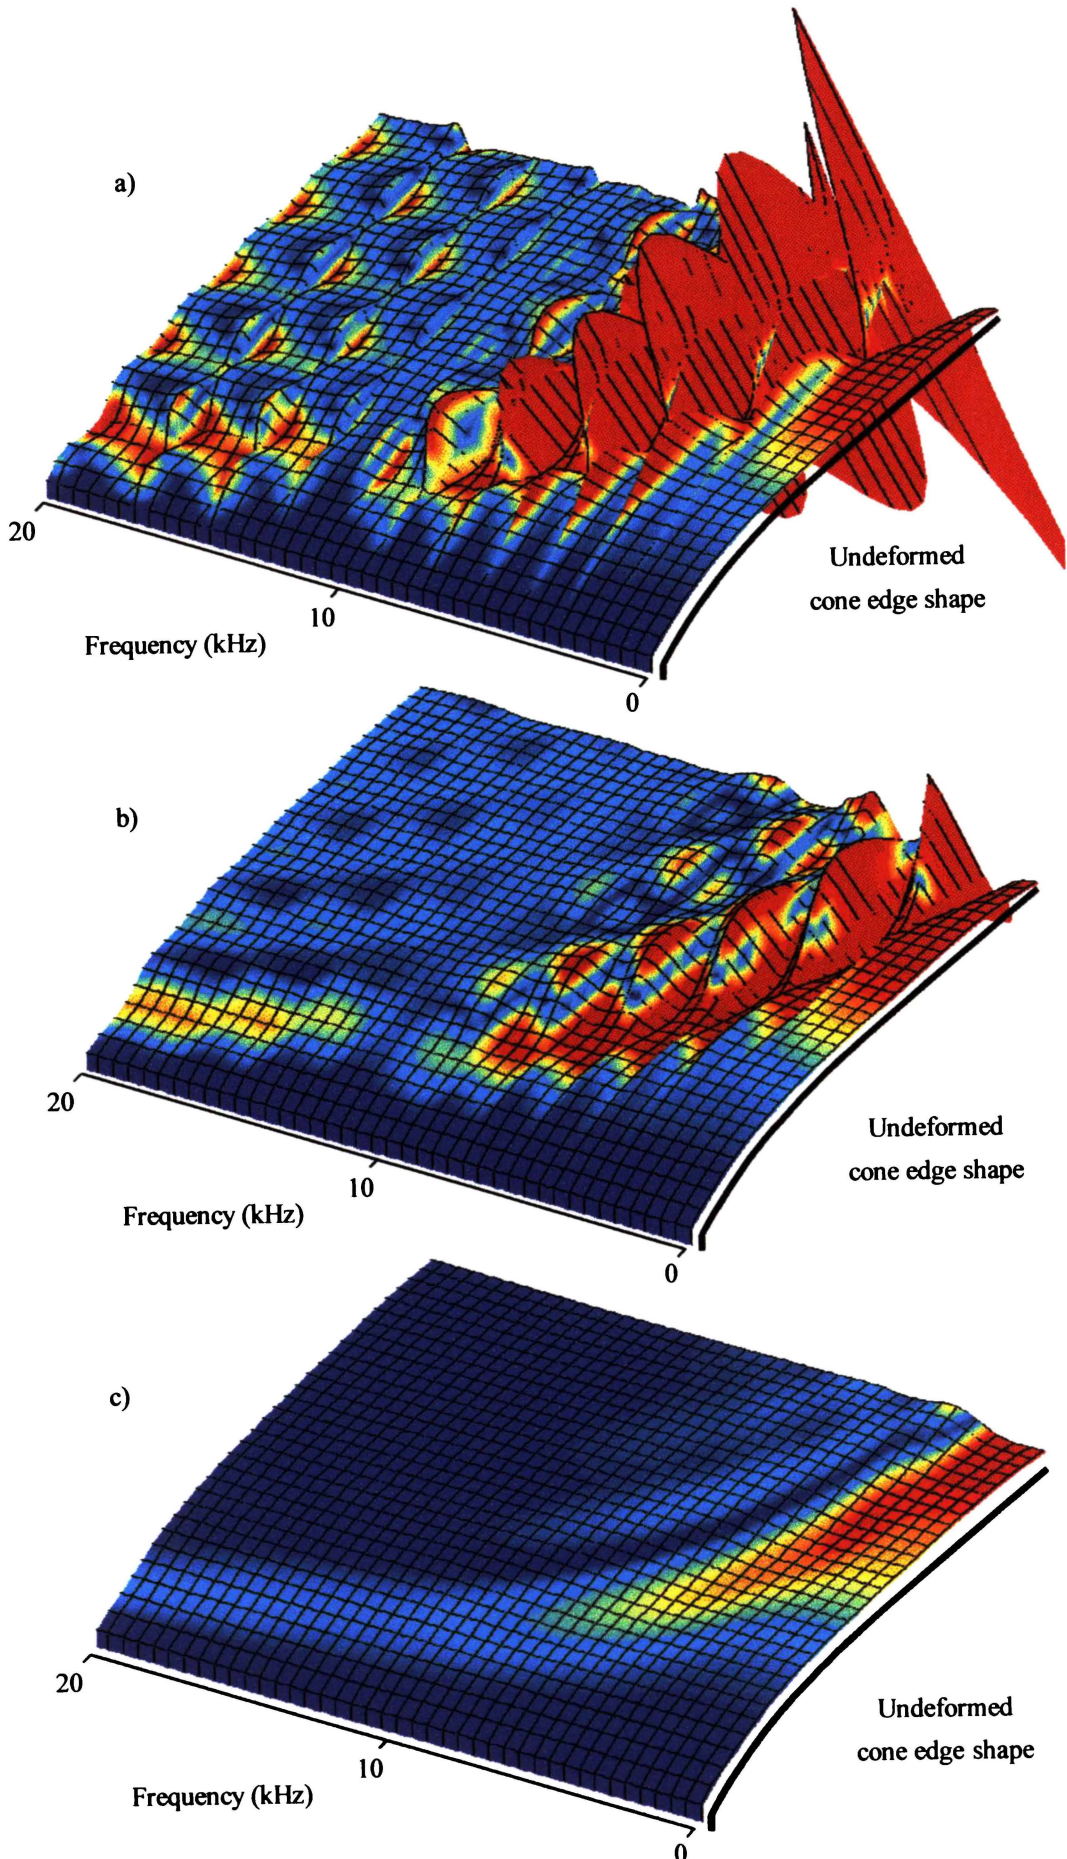 a)
20
10
0
Frequency (kHz)
Undeformed
cone edge shape
b)
20
10
0
Frequency (kHz)
Undeformed
cone edge shape
c)
20
10
0
Frequency (kHz)
Undeformed
cone edge shape